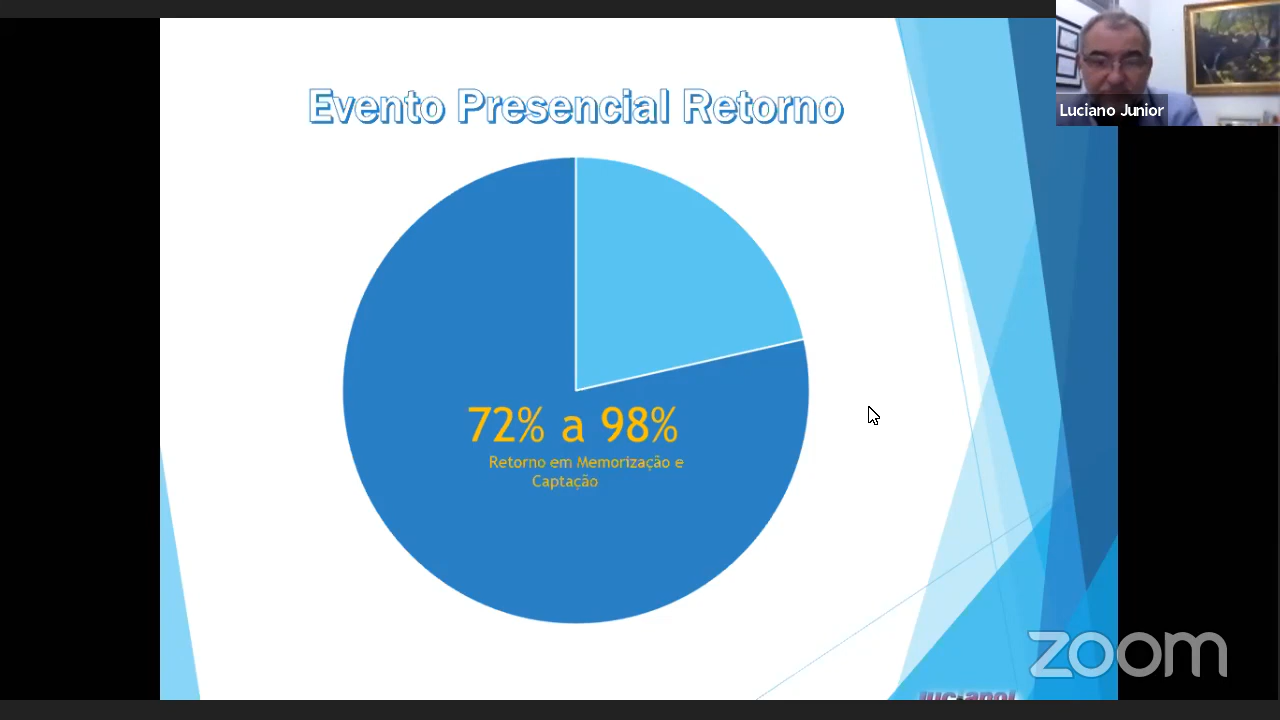 Evento Presencial Retorno
Luciano Junior
72% a 98%
Retorno em Memorização e
Captação
zoom